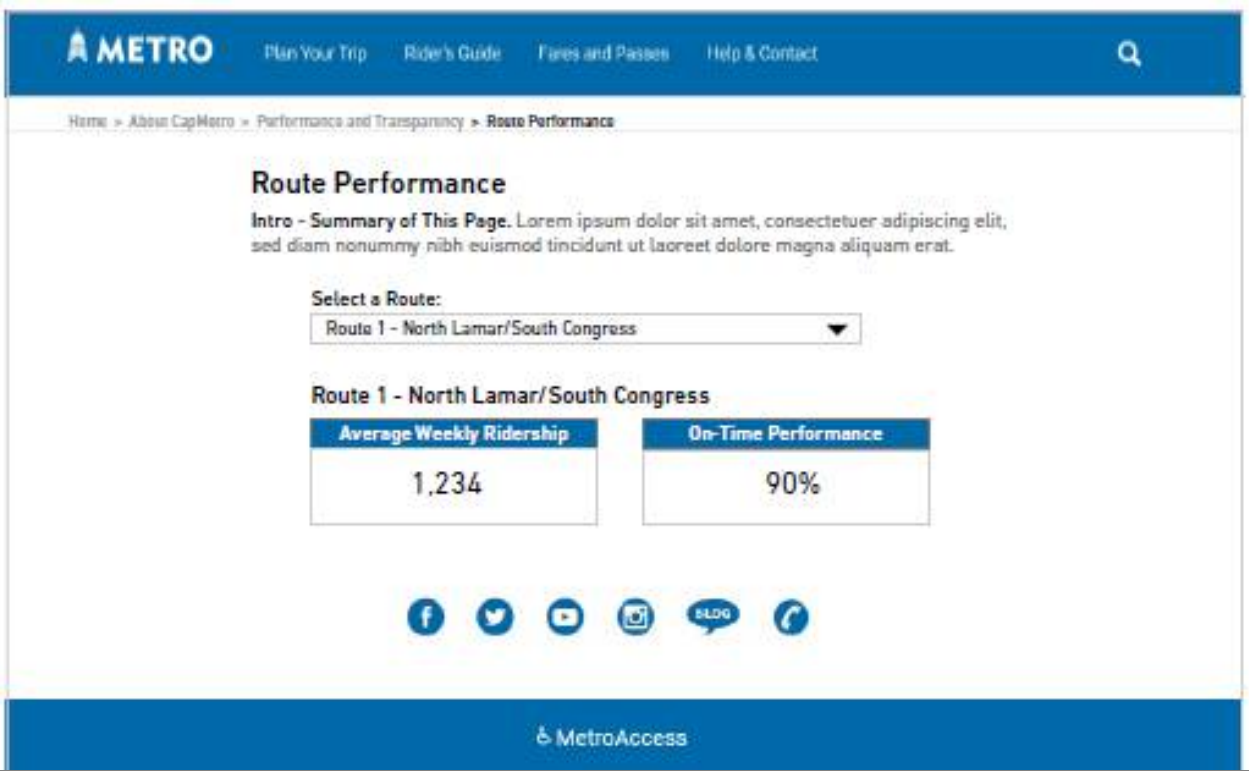 METRO Plan Your Trip Rider's Guide Fares and Passes Help & Contact
Home > About CapMetro > Performance and Transparency > Route Performance
Route Performance
Intro - Summary of This Page. Lorem ipsum dolor sit amet, consectetuer adipiscing elit,
sed diam nonummy nibh euismod tincidunt ut laoreet dolore magna aliquam erat.
Select a Route:
Route 1 - North Lamar/South Congress
Route 1 - North Lamar/South Congress
Average Weekly Ridership On-Time Performance
1,234 90%
BLOG
MetroAccess